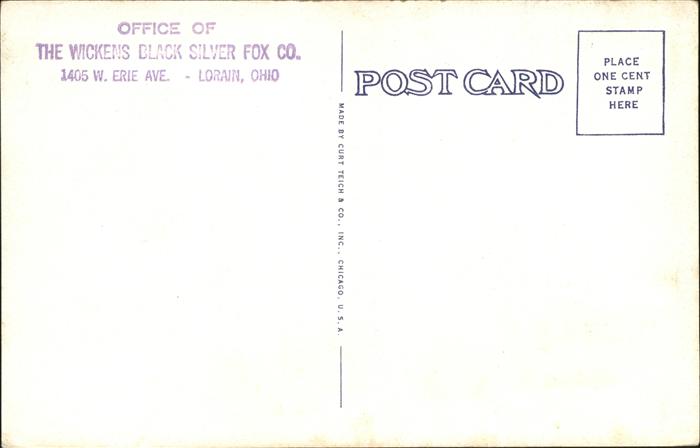 OFFICE OF
THE WICKENS BLACK SILVER FOX CO.
1405 W. ERIE AVE. - LORAIN, OHIO
POST CARD
PLACE
ONE CENT
STAMP
HERE
MADE BY CURT TEICH & CO., INC., CHICAGO, U. S. A.